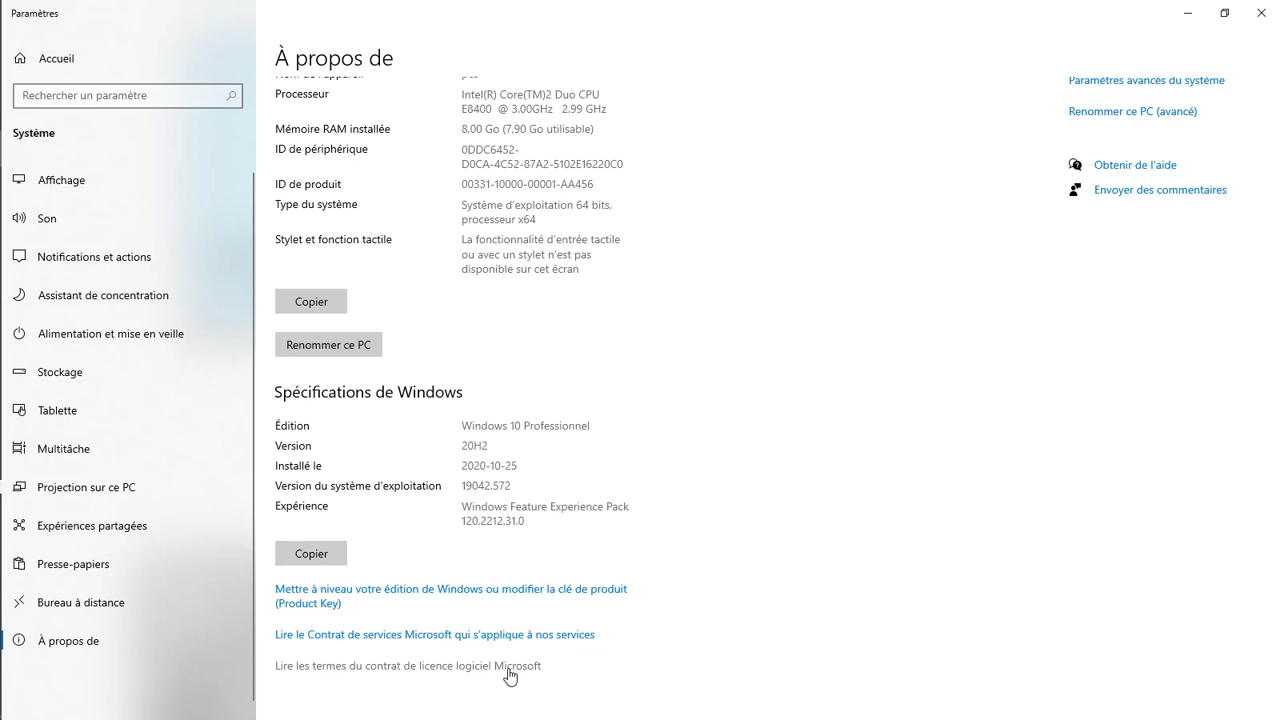 Paramètres
Accueil
Rechercher un paramètre
Système
Affichage
Son
Notifications et actions
Assistant de concentration
Alimentation et mise en veille
Stockage
Tablette
Multitâche
Projection sur ce PC
Expériences partagées
Presse-papiers
Bureau à distance
À propos de
À propos de
Processeur
Intel(R) Core(TM)2 Duo CPU
E8400 @ 3.00GHz 2.99 GHz
Mémoire RAM installée
8,00 Go (7,90 Go utilisable)
ID de périphérique
0DDC6452-
D0CA-4C52-87A2-5102E16220C0
ID de produit
00331-10000-00001-AA456
Type du système
Système d'exploitation 64 bits,
processeur x64
Stylet et fonction tactile
La fonctionnalité d'entrée tactile
ou avec un stylet n'est pas
disponible sur cet écran
Copier
Renommer ce PC
Spécifications de Windows
Édition
Windows 10 Professionnel
Version
20H2
Installé le
2020-10-25
Version du système d'exploitation
19042.572
Expérience
Windows Feature Experience Pack
120.2212.31.0
Copier
Mettre à niveau votre édition de Windows ou modifier la clé de produit
(Product Key)
Lire le Contrat de services Microsoft qui s'applique à nos services
Lire les termes du contrat de licence logiciel Microsoft
Paramètres avancés du système
Renommer ce PC (avancé)
Obtenir de l'aide
Envoyer des commentaires